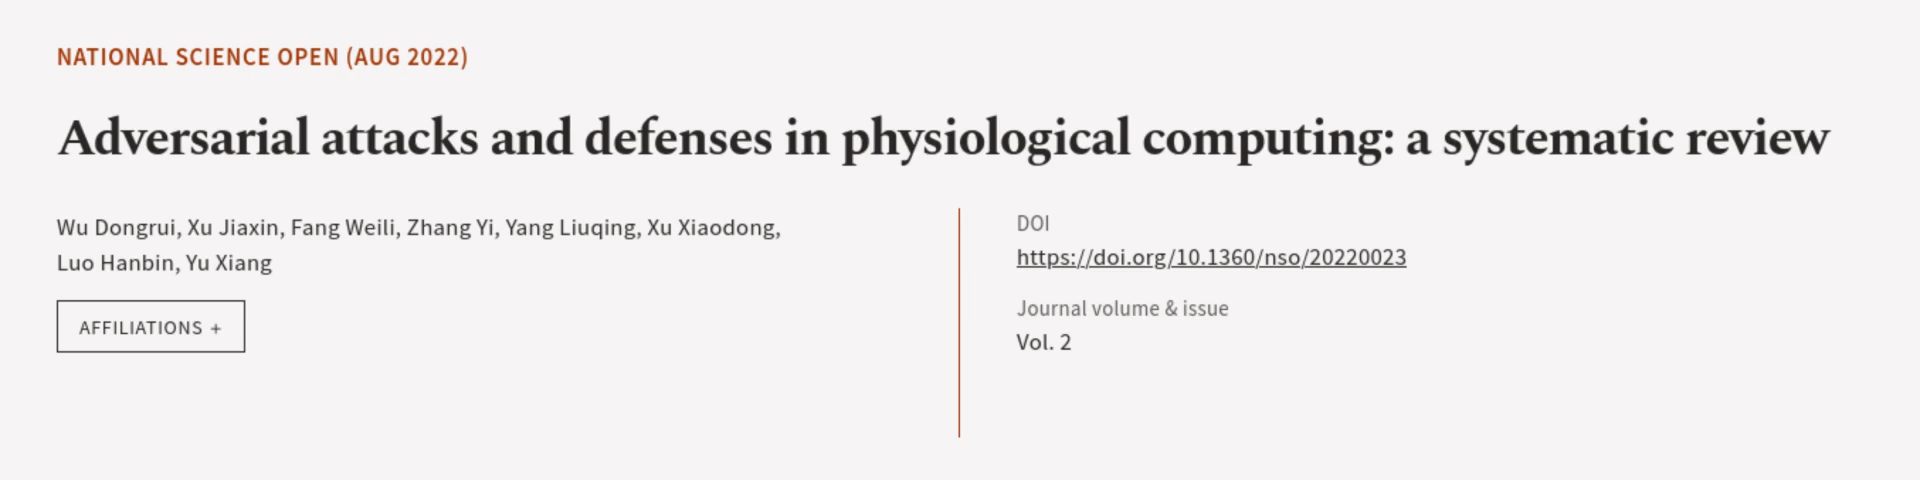 NATIONAL SCIENCE OPEN (AUG 2022)
Adversarial attacks and defenses in physiological computing: a systematic review
Wu Dongrui, Xu Jiaxin, Fang Weili, Zhang Yi, Yang Liuqing, Xu Xiaodong,
Luo Hanbin, Yu Xiang
AFFILIATIONS +
DOI
https://doi.org/10.1360/nso/20220023
Journal volume & issue
Vol. 2